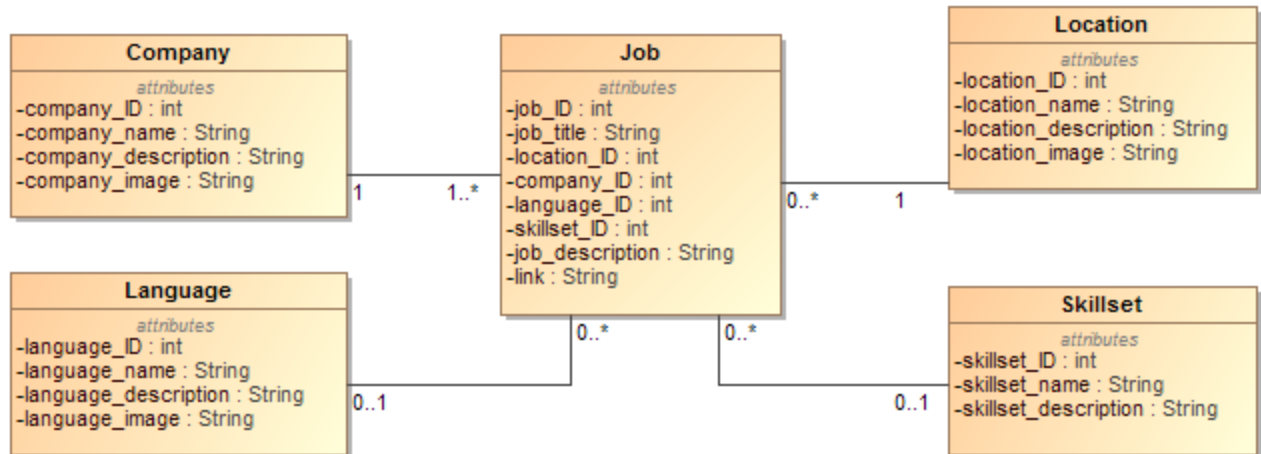 Company
attributes
-company_ID : int
-company_name : String
-company_description : String
-company_image : String
1
1..*
Job
attributes
-job_ID : int
-job_title : String
-location_ID : int
-company_ID : int
-language_ID : int
-skillset_ID : int
-job_description : String
-link : String
Location
attributes
-location_ID : int
-location_name : String
-location_description : String
-location_image : String
0..*
1
Language
attributes
-language_ID : int
-language_name : String
-language_description : String
-language_image : String
0..1
0..*
0..*
0..1
Skillset
attributes
-skillset_ID : int
-skillset_name : String
-skillset_description : String